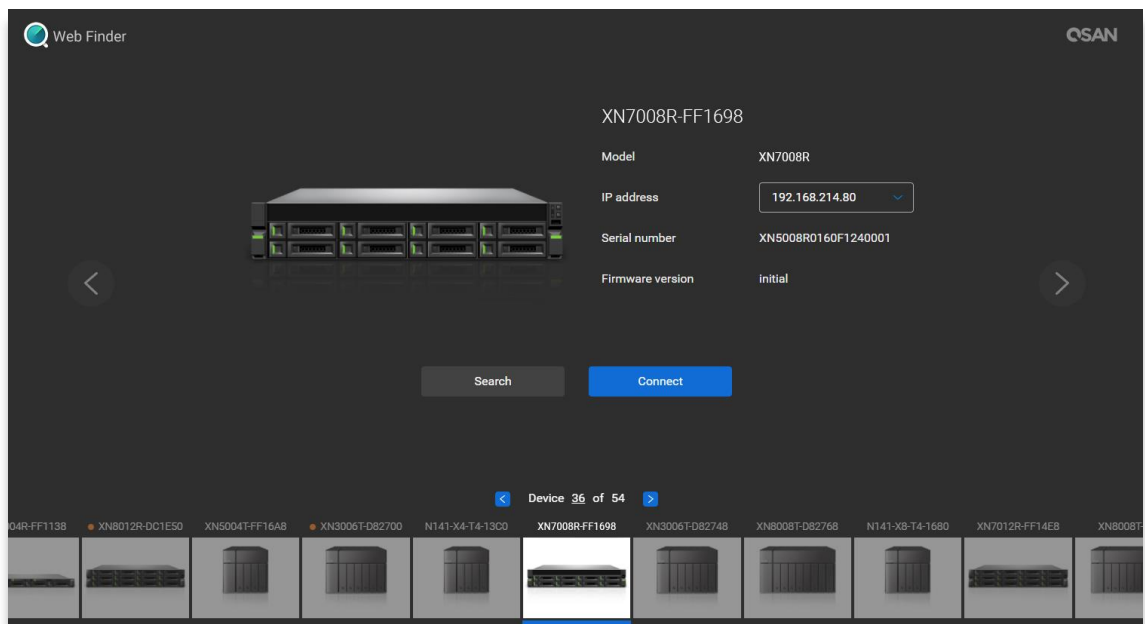 Web Finder
QSAN
XN7008R-FF1698
Model XN7008R
IP address 192.168.214.80
Serial number XN5008R0160F1240001
Firmware version initial
Search Connect
Device 36 of 54
04R-FF1138 XN8012R-DC1E50 XN5004T-FF16A8 XN3006T-D82700 N141-X4-T4-13C0 XN7008R-FF1698 XN3006T-D82748 XN8008T-D82768 N141-X8-T4-1680 XN7012R-FF14E8 XN8008T-